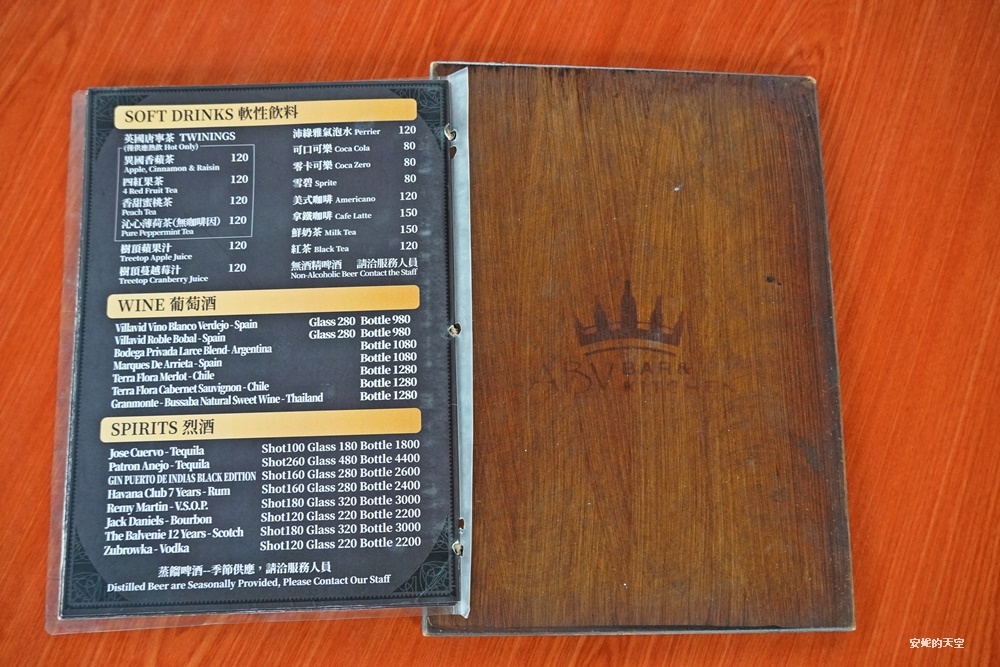 SOFT DRINKS 軟性飲料
英國唐寧茶 TWININGS
(僅供應熱飲 Hot Only)
異國香蘋茶 120
Apple, Cinnamon & Raisin
四紅果茶 120
4 Red Fruit Tea
香甜蜜桃茶 120
Peach Tea
沁心薄荷茶(無咖啡因) 120
Pure Peppermint Tea
樹頂蘋果汁 120
Treetop Apple Juice
樹頂蔓越莓汁 120
Treetop Cranberry Juice
沛綠雅氣泡水 Perrier 120
可口可樂 Coca Cola 80
零卡可樂 Coca Zero 80
雪碧 Sprite 80
美式咖啡 Americano 120
拿鐵咖啡 Cafe Latte 150
鮮奶茶 Milk Tea 150
紅茶 Black Tea 120
無酒精啤酒 請洽服務人員
Non-Alcoholic Beer Contact the Staff
WINE 葡萄酒
Villavid Vino Blanco Verdejo - Spain Glass 280 Bottle 980
Villavid Roble Bobal - Spain Glass 280 Bottle 980
Bodega Privada Larce Blend- Argentina Bottle 1080
Marques De Arrieta - Spain Bottle 1080
Terra Flora Merlot - Chile Bottle 1280
Terra Flora Cabernet Sauvignon - Chile Bottle 1280
Granmonte - Bussaba Natural Sweet Wine - Thailand Bottle 1280
SPIRITS 烈酒
Jose Cuervo - Tequila Shot100 Glass 180 Bottle 1800
Patron Anejo - Tequila Shot260 Glass 480 Bottle 4400
GIN PUERTO DE INDIAS BLACK EDITION Shot160 Glass 280 Bottle 2600
Havana Club 7 Years - Rum Shot160 Glass 280 Bottle 2400
Remy Martin - V.S.O.P. Shot180 Glass 320 Bottle 3000
Jack Daniels - Bourbon Shot120 Glass 220 Bottle 2200
The Balvenie 12 Years - Scotch Shot180 Glass 320 Bottle 3000
Zubrowka - Vodka Shot120 Glass 220 Bottle 2200
蒸餾啤酒--季節供應，請洽服務人員
Distilled Beer are Seasonally Provided, Please Contact Our Staff
BAR &
安妮的天空